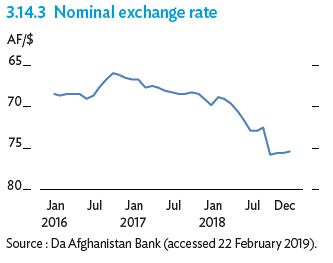 3.14.3 Nominal exchange rate
AF/$
65
70
75
80
Jan Jul Jan Jul Jan Jul Dec
2016 2017 2018
Source : Da Afghanistan Bank (accessed 22 February 2019).